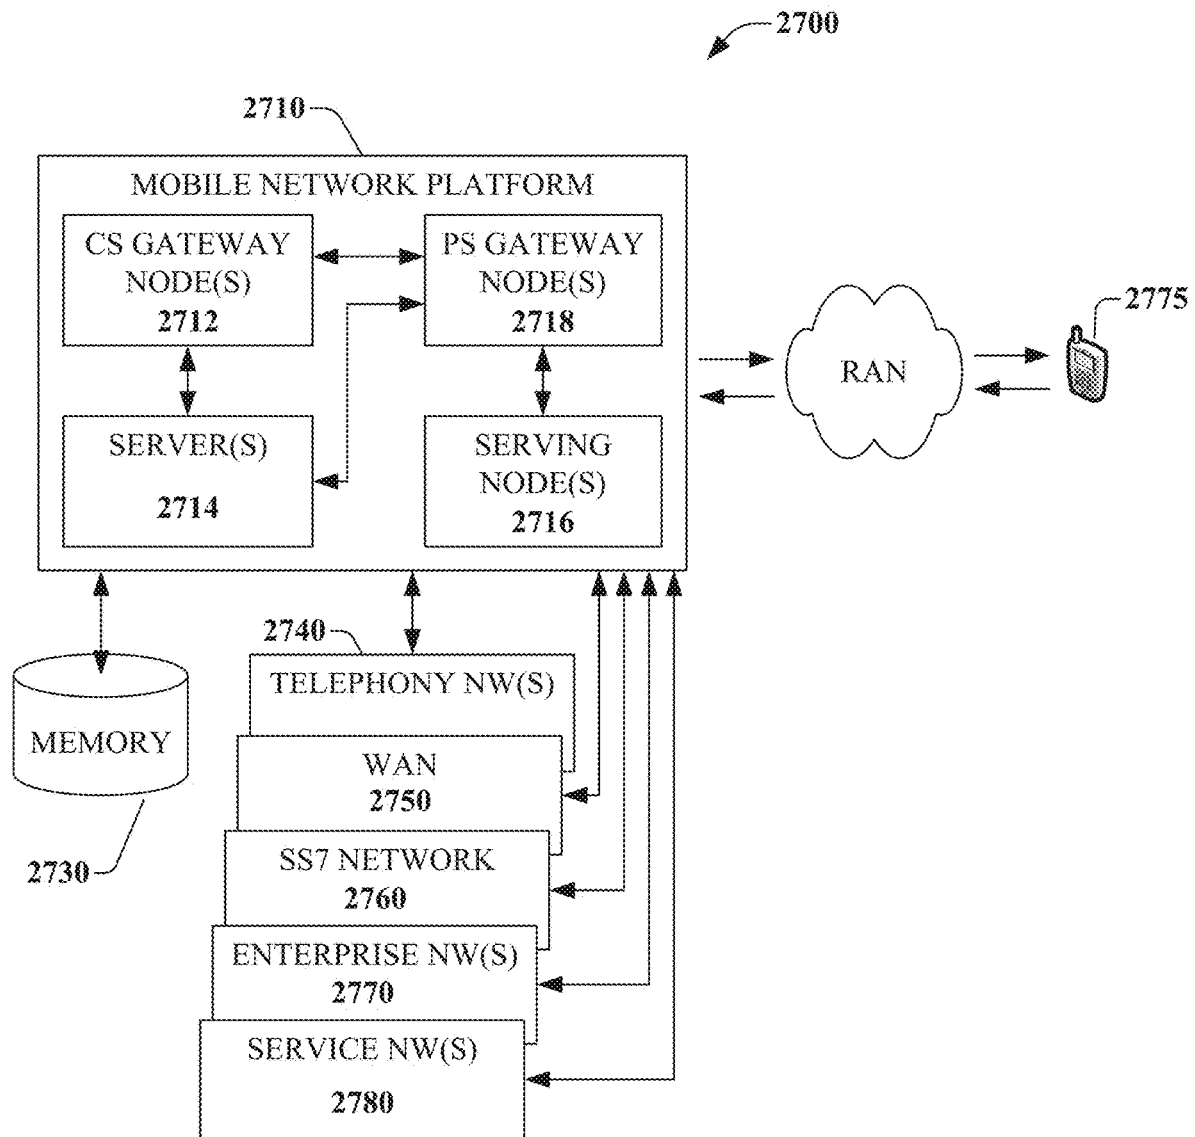 2700
2710
MOBILE NETWORK PLATFORM
CS GATEWAY
NODE(S)
2712
PS GATEWAY
NODE(S)
2718
SERVER(S)
2714
SERVING
NODE(S)
2716
RAN
2775
2740
TELEPHONY NW(S)
MEMORY
2730
WAN
2750
SS7 NETWORK
2760
ENTERPRISE NW(S)
2770
SERVICE NW(S)
2780